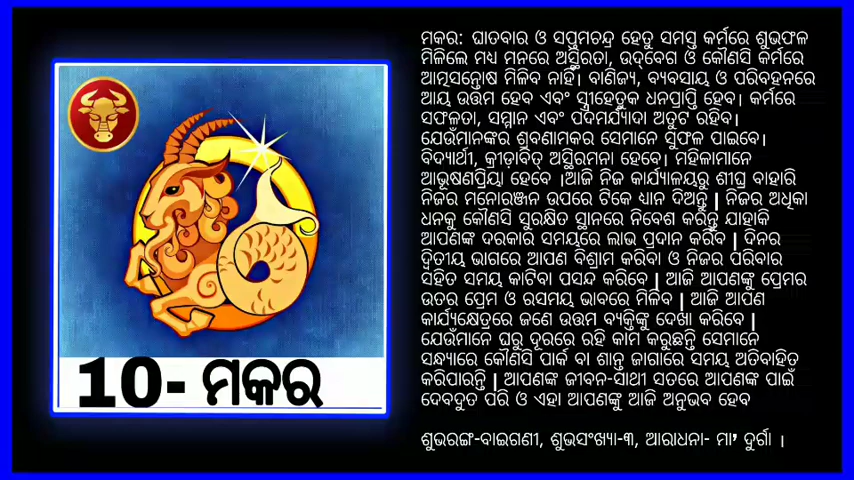 10- ମକର
ମକର: ଘାତବାର ଓ ସପ୍ତମଚନ୍ଦ୍ର ହେତୁ ସମସ୍ତ କର୍ମରେ ଶୁଭଫଳ
ମିଳିଲେ ମଧ୍ୟ ମନରେ ଅସ୍ଥିରତା, ଉଦ୍‌ବେଗ ଓ କୌଣସି କର୍ମରେ
ଆତ୍ମସନ୍ତୋଷ ମିଳିବ ନାହିଁ। ବାଣିଜ୍ୟ, ବ୍ୟବସାୟ ଓ ପରିବହନରେ
ଆୟ ଉତ୍ତମ ହେବ ଏବଂ ସ୍ତ୍ରୀହେତୁକ ଧନପ୍ରାପ୍ତି ହେବ। କର୍ମରେ
ସଫଳତା, ସମ୍ମାନ ଏବଂ ପଦମର୍ଯ୍ୟାଦା ଅତୁଟ ରହିବ।
ଯେଉଁମାନଙ୍କର ଶ୍ରବଣାମକର ସେମାନେ ସୁଫଳ ପାଇବେ।
ବିଦ୍ୟାର୍ଥୀ, କ୍ରୀଡ଼ାବିତ୍ ଅସ୍ଥିରମନା ହେବେ। ମହିଳାମାନେ
ଆଭୂଷଣପ୍ରିୟା ହେବେ ।ଆଜି ନିଜ କାର୍ଯ୍ୟାଳୟରୁ ଶୀଘ୍ର ବାହାରି
ନିଜର ମନୋରଞ୍ଜନ ଉପରେ ଟିକେ ଧ୍ୟାନ ଦିଅନ୍ତୁ | ନିଜର ଅଧିକା
ଧନକୁ କୌଣସି ସୁରକ୍ଷିତ ସ୍ଥାନରେ ନିବେଶ କରନ୍ତୁ ଯାହାକି
ଆପଣଙ୍କ ଦରକାର ସମୟରେ ଲାଭ ପ୍ରଦାନ କରିବ | ଦିନର
ଦ୍ୱିତୀୟ ଭାଗରେ ଆପଣ ବିଶ୍ରାମ କରିବା ଓ ନିଜର ପରିବାର
ସହିତ ସମୟ କାଟିବା ପସନ୍ଦ କରିବେ | ଆଜି ଆପଣଙ୍କୁ ପ୍ରେମର
ଉତର ପ୍ରେମ ଓ ରସମୟ ଭାବରେ ମିଳିବ | ଆଜି ଆପଣ
କାର୍ଯ୍ୟକ୍ଷେତ୍ରରେ ଜଣେ ଉତ୍ତମ ବ୍ୟକ୍ତିଙ୍କୁ ଦେଖା କରିବେ |
ଯେଉଁମାନେ ଘରୁ ଦୂରରେ ରହି କାମ କରୁଛନ୍ତି ସେମାନେ
ସନ୍ଧ୍ୟାରେ କୌଣସି ପାର୍କ ବା ଶାନ୍ତ ଜାଗାରେ ସମୟ ଅତିବାହିତ
କରିପାରନ୍ତି | ଆପଣଙ୍କ ଜୀବନ-ସାଥୀ ସତରେ ଆପଣଙ୍କ ପାଇଁ
ଦେବଦୁତ ପରି ଓ ଏହା ଆପଣଙ୍କୁ ଆଜି ଅନୁଭବ ହେବ
ଶୁଭରଙ୍ଗ-ବାଇଗଣୀ, ଶୁଭସଂଖ୍ୟା-୩, ଆରାଧନା- ମା’ ଦୁର୍ଗା ।